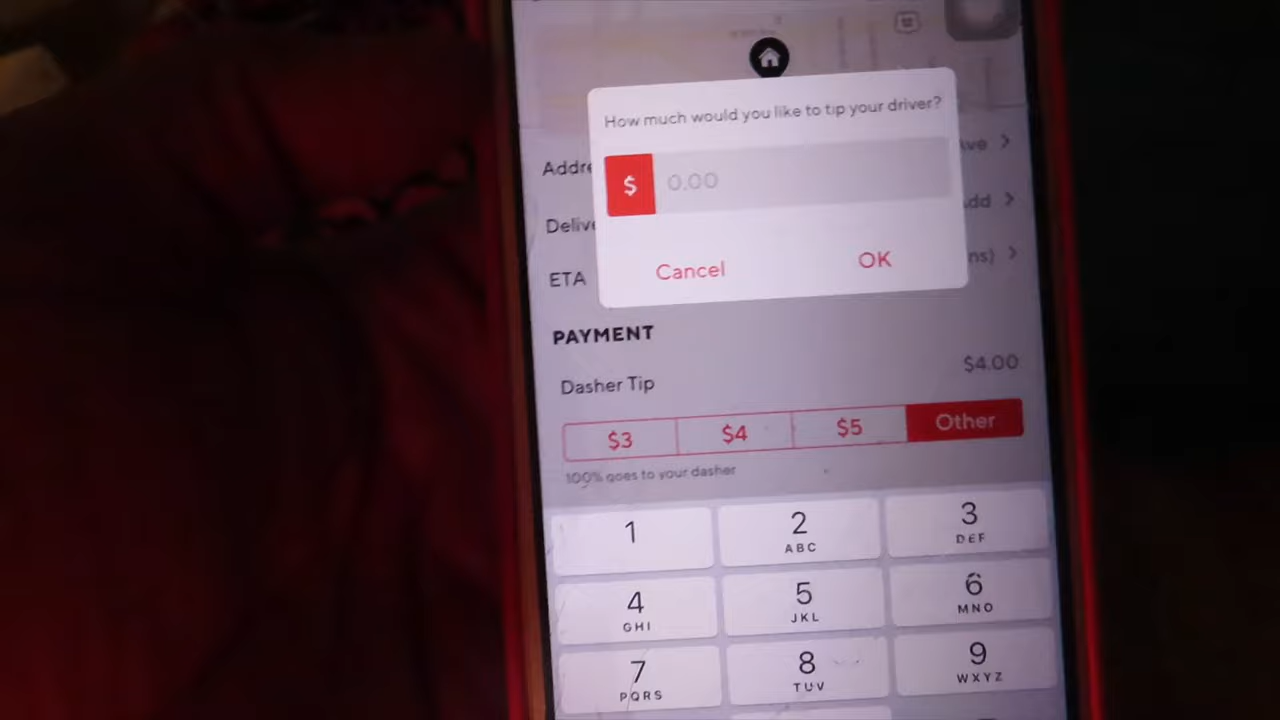 How much would you like to tip your driver?
$ 0.00
Cancel OK
Addre
ve
Delive
dd
ETA
ns)
PAYMENT
Dasher Tip
$4.00
$3 $4 $5 Other
100% goes to your dasher
1
2 ABC
3 DEF
4 GHI
5 JKL
6 MNO
7 PQRS
8 TUV
9 WXYZ